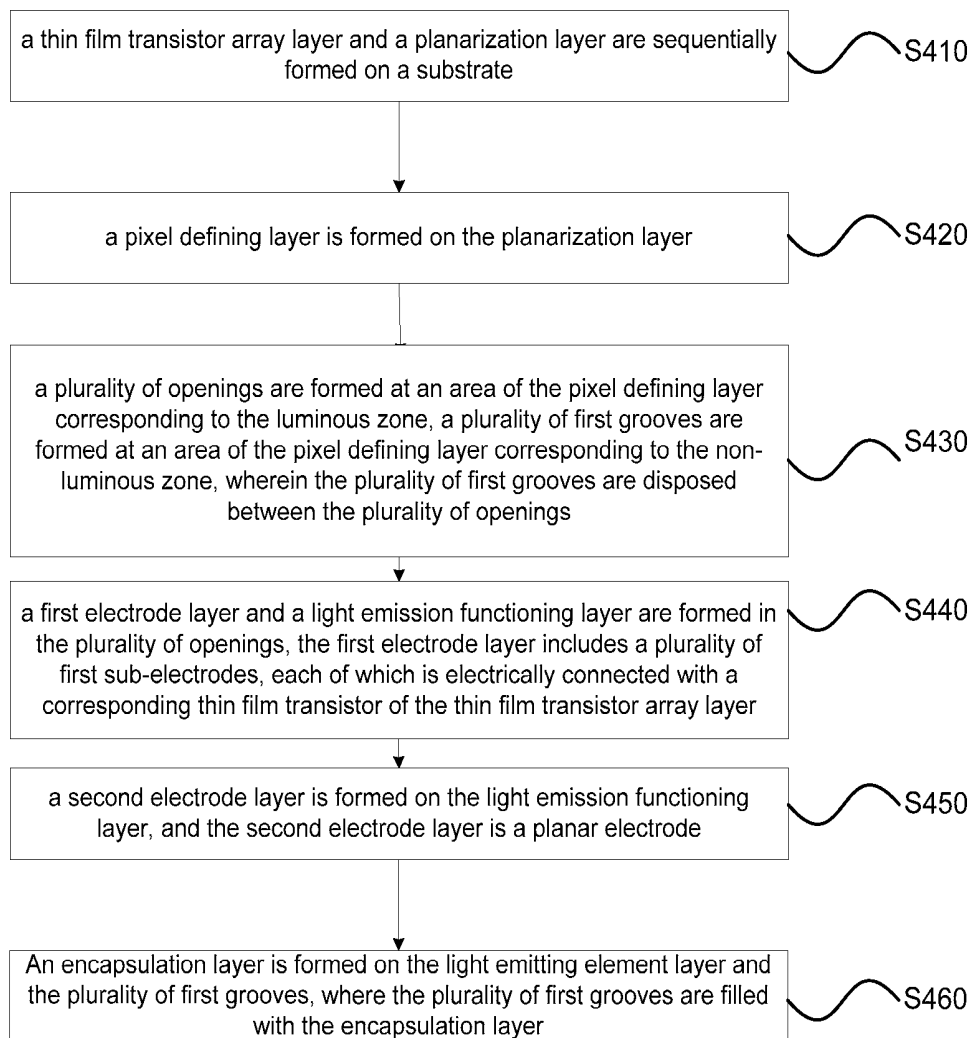 a thin film transistor array layer and a planarization layer are sequentially
formed on a substrate
S410
a pixel defining layer is formed on the planarization layer
S420
a plurality of openings are formed at an area of the pixel defining layer
corresponding to the luminous zone, a plurality of first grooves are
formed at an area of the pixel defining layer corresponding to the non-
luminous zone, wherein the plurality of first grooves are disposed
between the plurality of openings
S430
a first electrode layer and a light emission functioning layer are formed in
the plurality of openings, the first electrode layer includes a plurality of
first sub-electrodes, each of which is electrically connected with a
corresponding thin film transistor of the thin film transistor array layer
S440
a second electrode layer is formed on the light emission functioning
layer, and the second electrode layer is a planar electrode
S450
An encapsulation layer is formed on the light emitting element layer and
the plurality of first grooves, where the plurality of first grooves are filled
with the encapsulation layer
S460